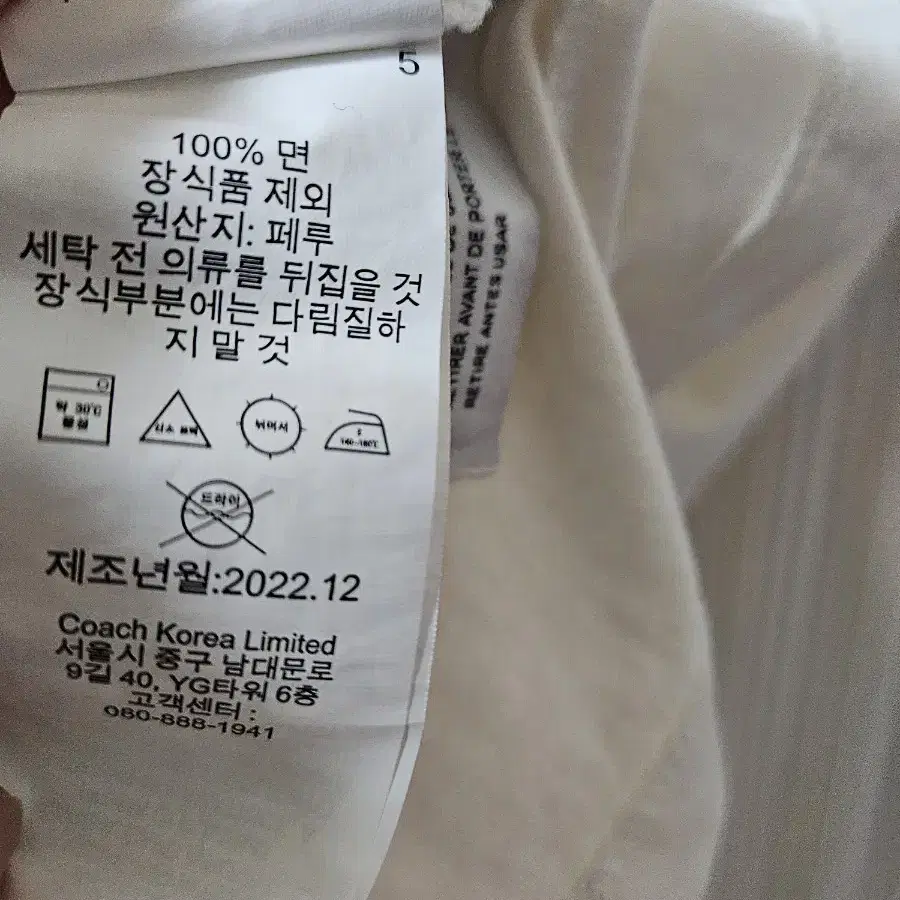 5
100% 면
장식품 제외
원산지: 페루
세탁 전 의류를 뒤집을 것
장식부분에는 다림질하
지 말 것
약 30℃
물살
산소 표백
뉘어서
2
140~160℃
드라이
제조년월:2022.12
Coach Korea Limited
서울시 중구 남대문로
9길 40, YG타워 6층
고객센터 :
080-888-1941
RETIRER AVANT DE PORTER
RETIRE ANTES USAR